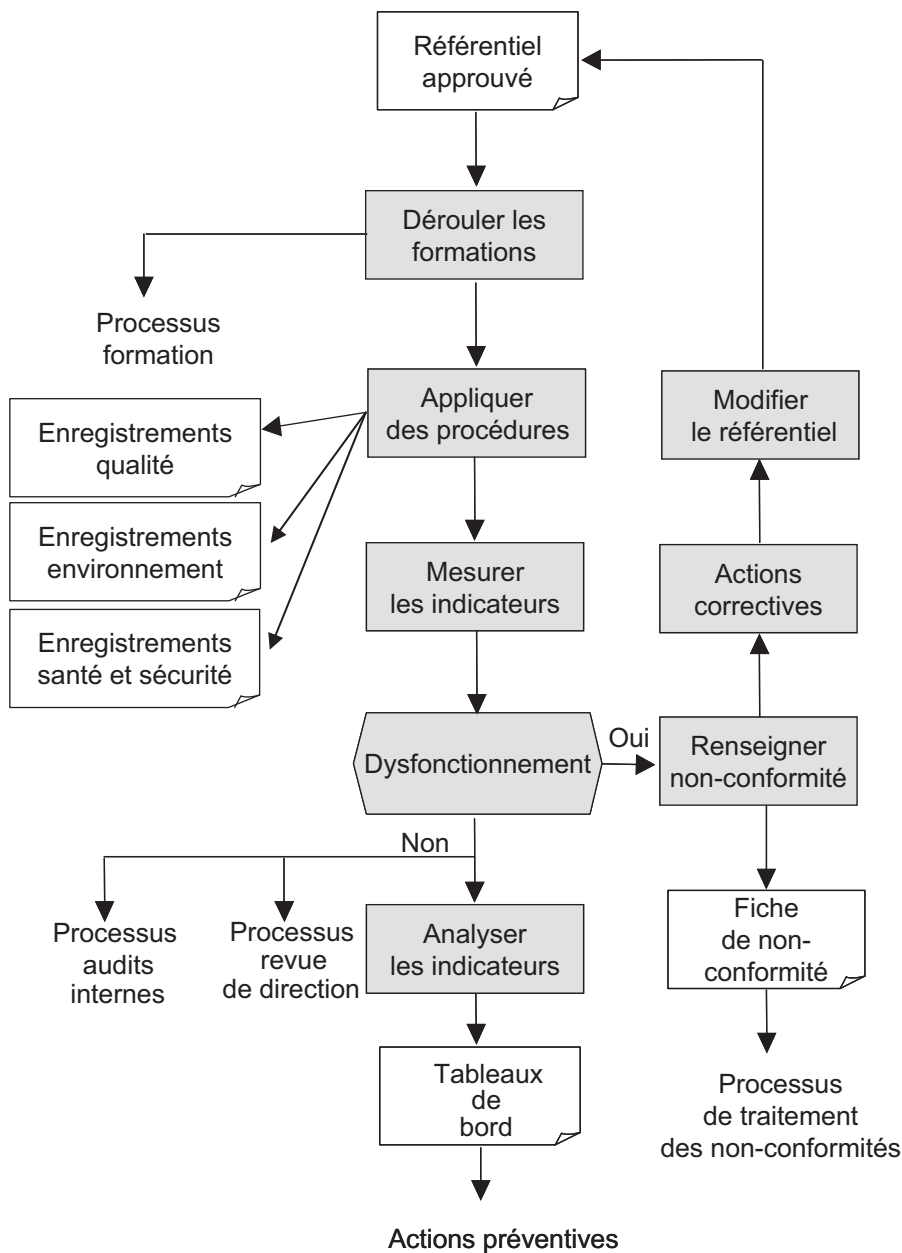 Référentiel
approuvé
Dérouler les
formations
Processus
formation
Appliquer
des procédures
Modifier
le référentiel
Enregistrements
qualité
Enregistrements
environnement
Enregistrements
santé et sécurité
Mesurer
les indicateurs
Actions
correctives
Dysfonctionnement
Oui
Renseigner
non-conformité
Non
Processus
audits
internes
Processus
revue
de direction
Analyser
les indicateurs
Fiche
de non-
conformité
Tableaux
de
bord
Processus
de traitement
des non-conformités
Actions préventives